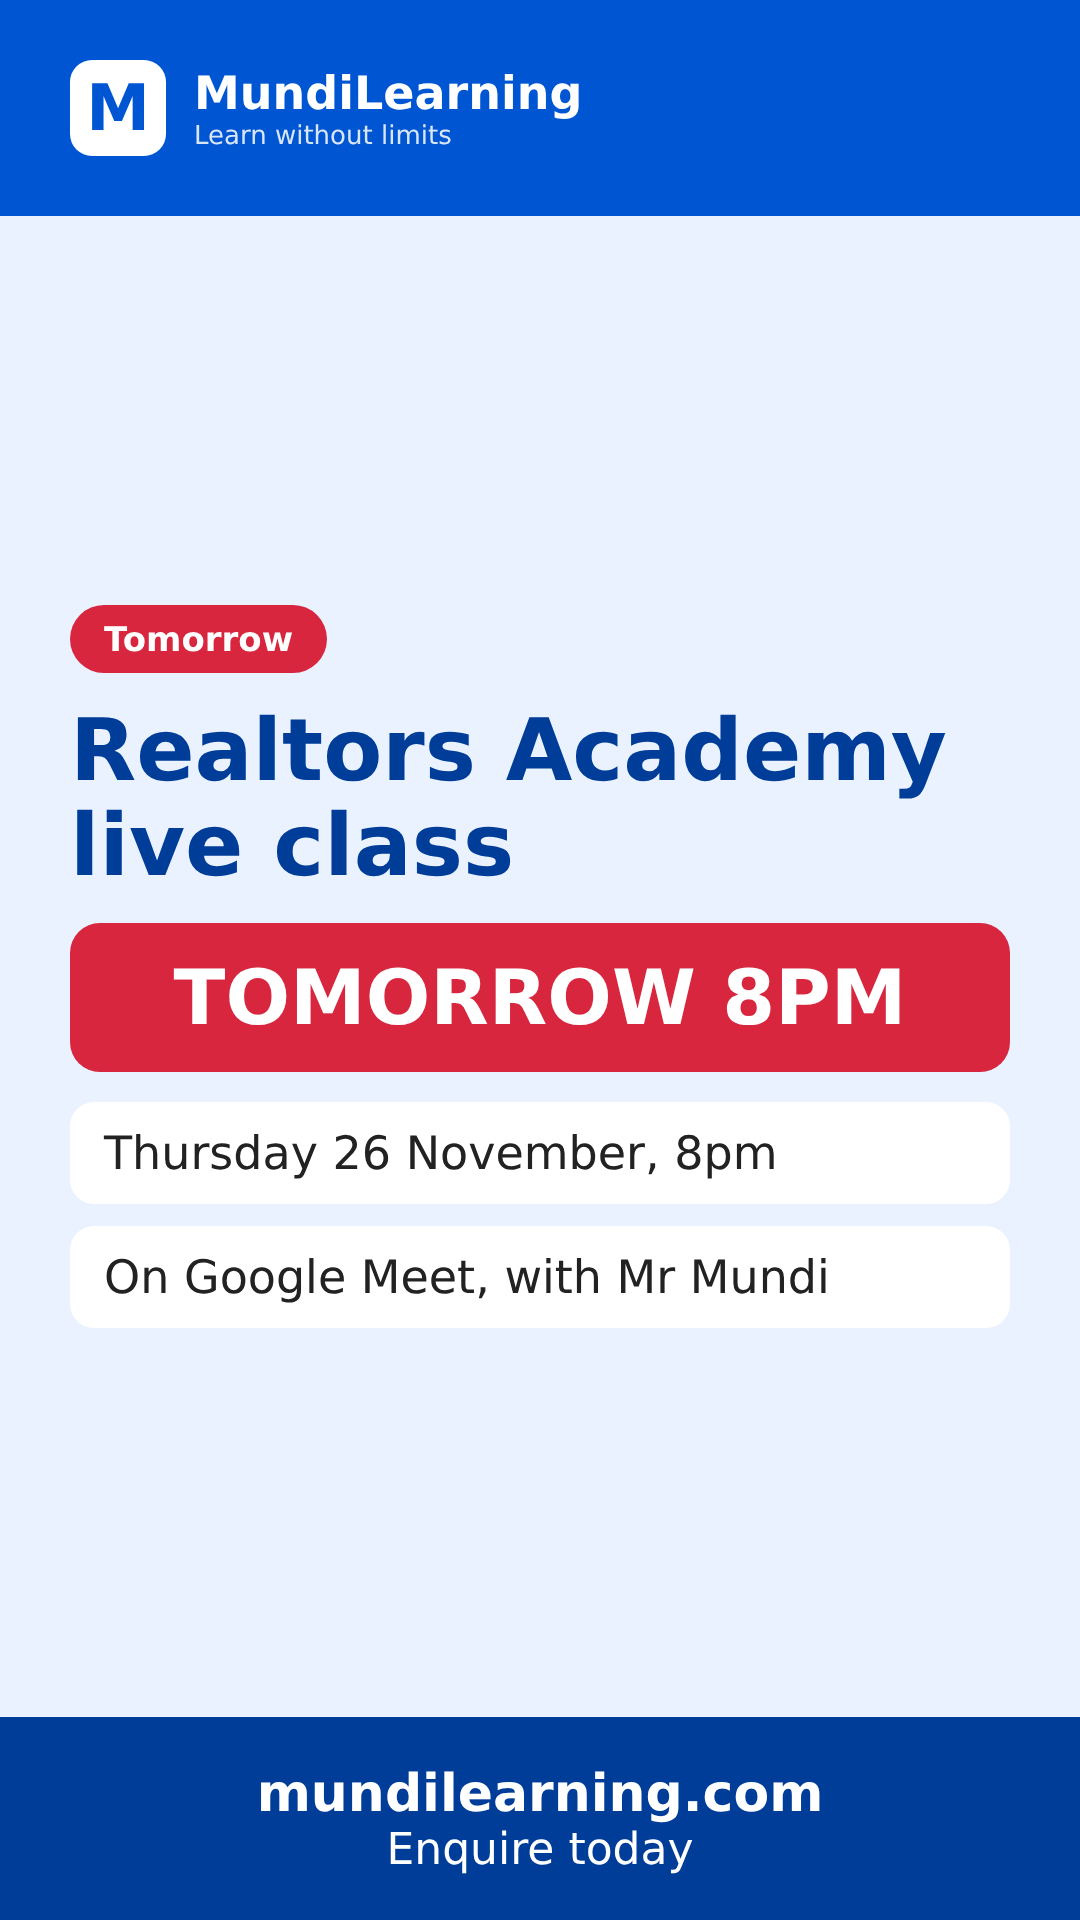 M
MundiLearning
Learn without limits
Tomorrow
Realtors Academy
live class
TOMORROW 8PM
Thursday 26 November, 8pm
On Google Meet, with Mr Mundi
mundilearning.com
Enquire today